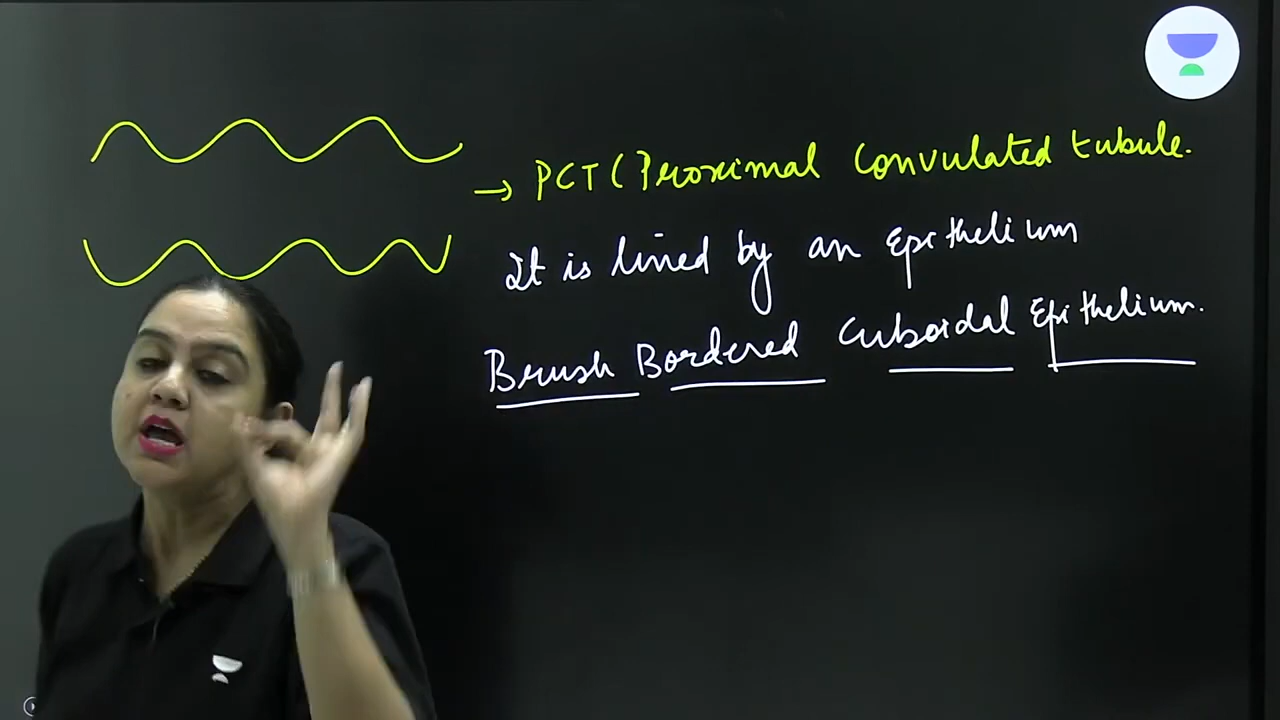 → PCT (Proximal Convulated tubule.
It is lined by an Epithelium
Brush Bordered Cuboidal Epithelium.